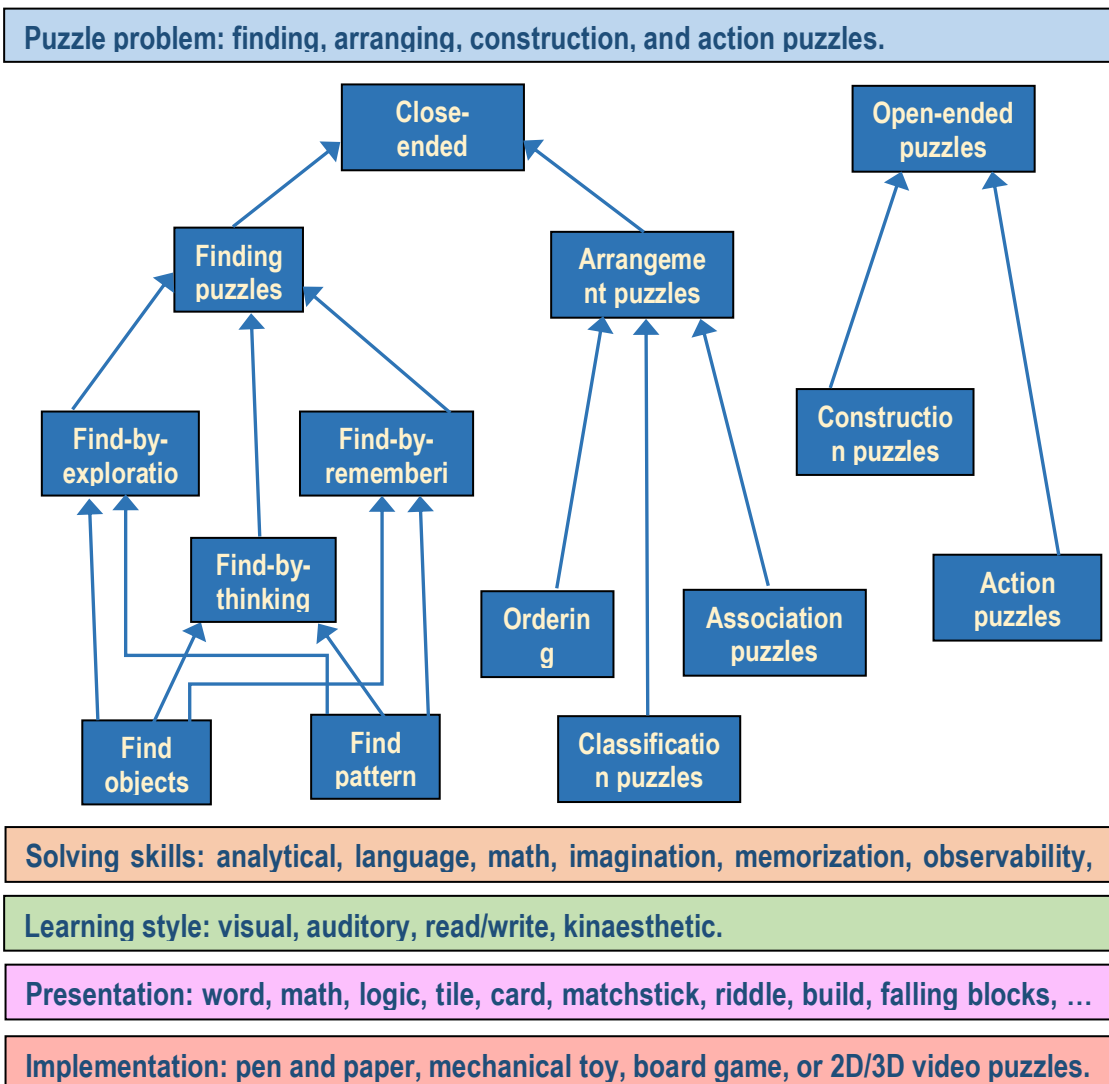 Puzzle problem: finding, arranging, construction, and action puzzles.
Close-
ended
Open-ended
puzzles
Finding
puzzles
Arrangeme
nt puzzles
Find-by-
exploratio
Find-by-
rememberi
Constructio
n puzzles
Find-by-
thinking
Orderin
g
Association
puzzles
Action
puzzles
Find
objects
Find
pattern
Classificatio
n puzzles
Solving skills: analytical, language, math, imagination, memorization, observability,
Learning style: visual, auditory, read/write, kinaesthetic.
Presentation: word, math, logic, tile, card, matchstick, riddle, build, falling blocks, …
Implementation: pen and paper, mechanical toy, board game, or 2D/3D video puzzles.